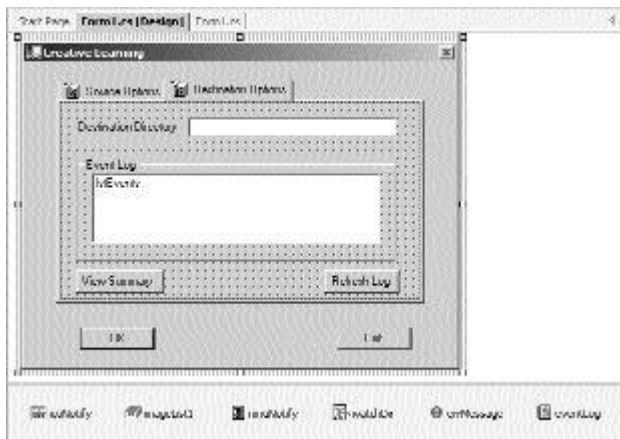 Start Page Form1.cs [Design] Form1.cs
Creative Learning
Source Options Destination Options
Destination Directory
Event Log
lstEvents
View Summary Refresh Log
OK Exit
icoNotify imageList1 mnuNotify watchDir errMessage eventLog